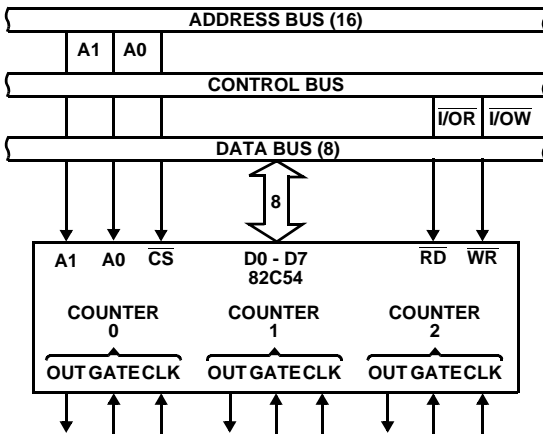 ADDRESS BUS (16)
A1 A0
CONTROL BUS
I/OR I/OW
DATA BUS (8)
8
A1 A0 CS D0 - D7 RD WR
82C54
COUNTER COUNTER COUNTER
0 1 2
OUT GATE CLK OUT GATE CLK OUT GATE CLK